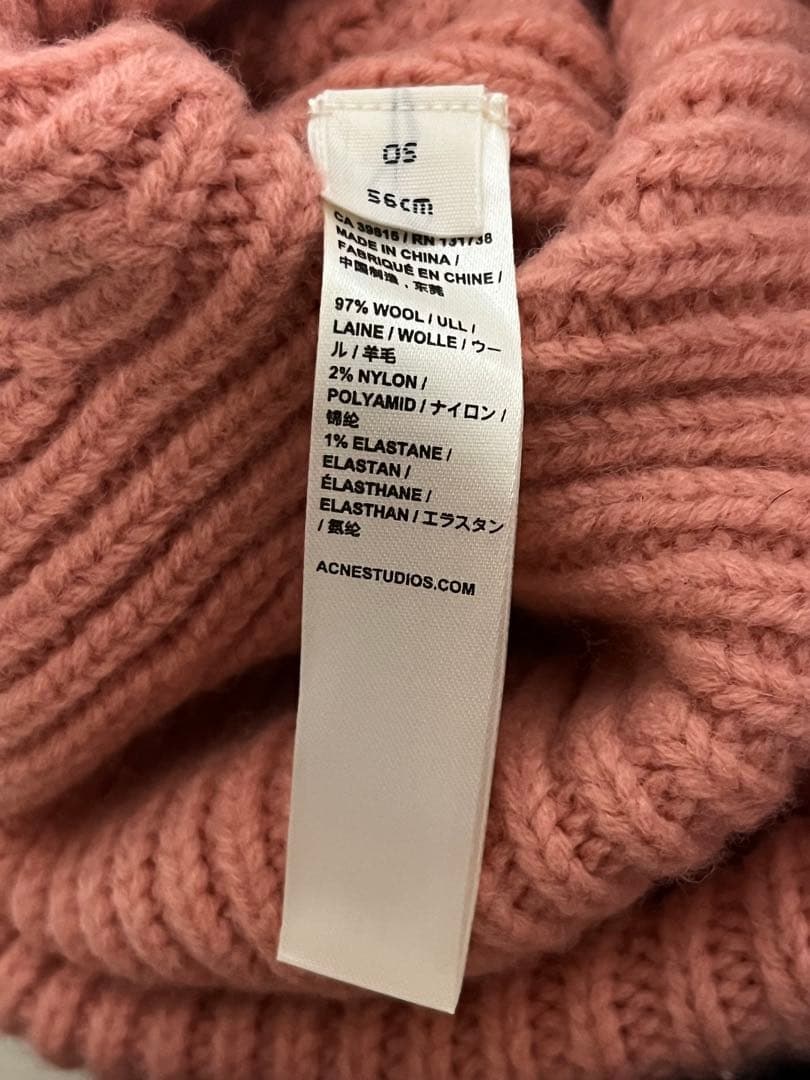 OS
56cm
CA 39815 / RN 131738
MADE IN CHINA /
FABRIQUÉ EN CHINE /
中国制造 . 东莞
97% WOOL / ULL /
LAINE / WOLLE / ウー
ル / 羊毛
2% NYLON /
POLYAMID / ナイロン /
锦纶
1% ELASTANE /
ELASTAN /
ÉLASTHANE /
ELASTHAN / エラスタン
/ 氨纶
ACNESTUDIOS.COM